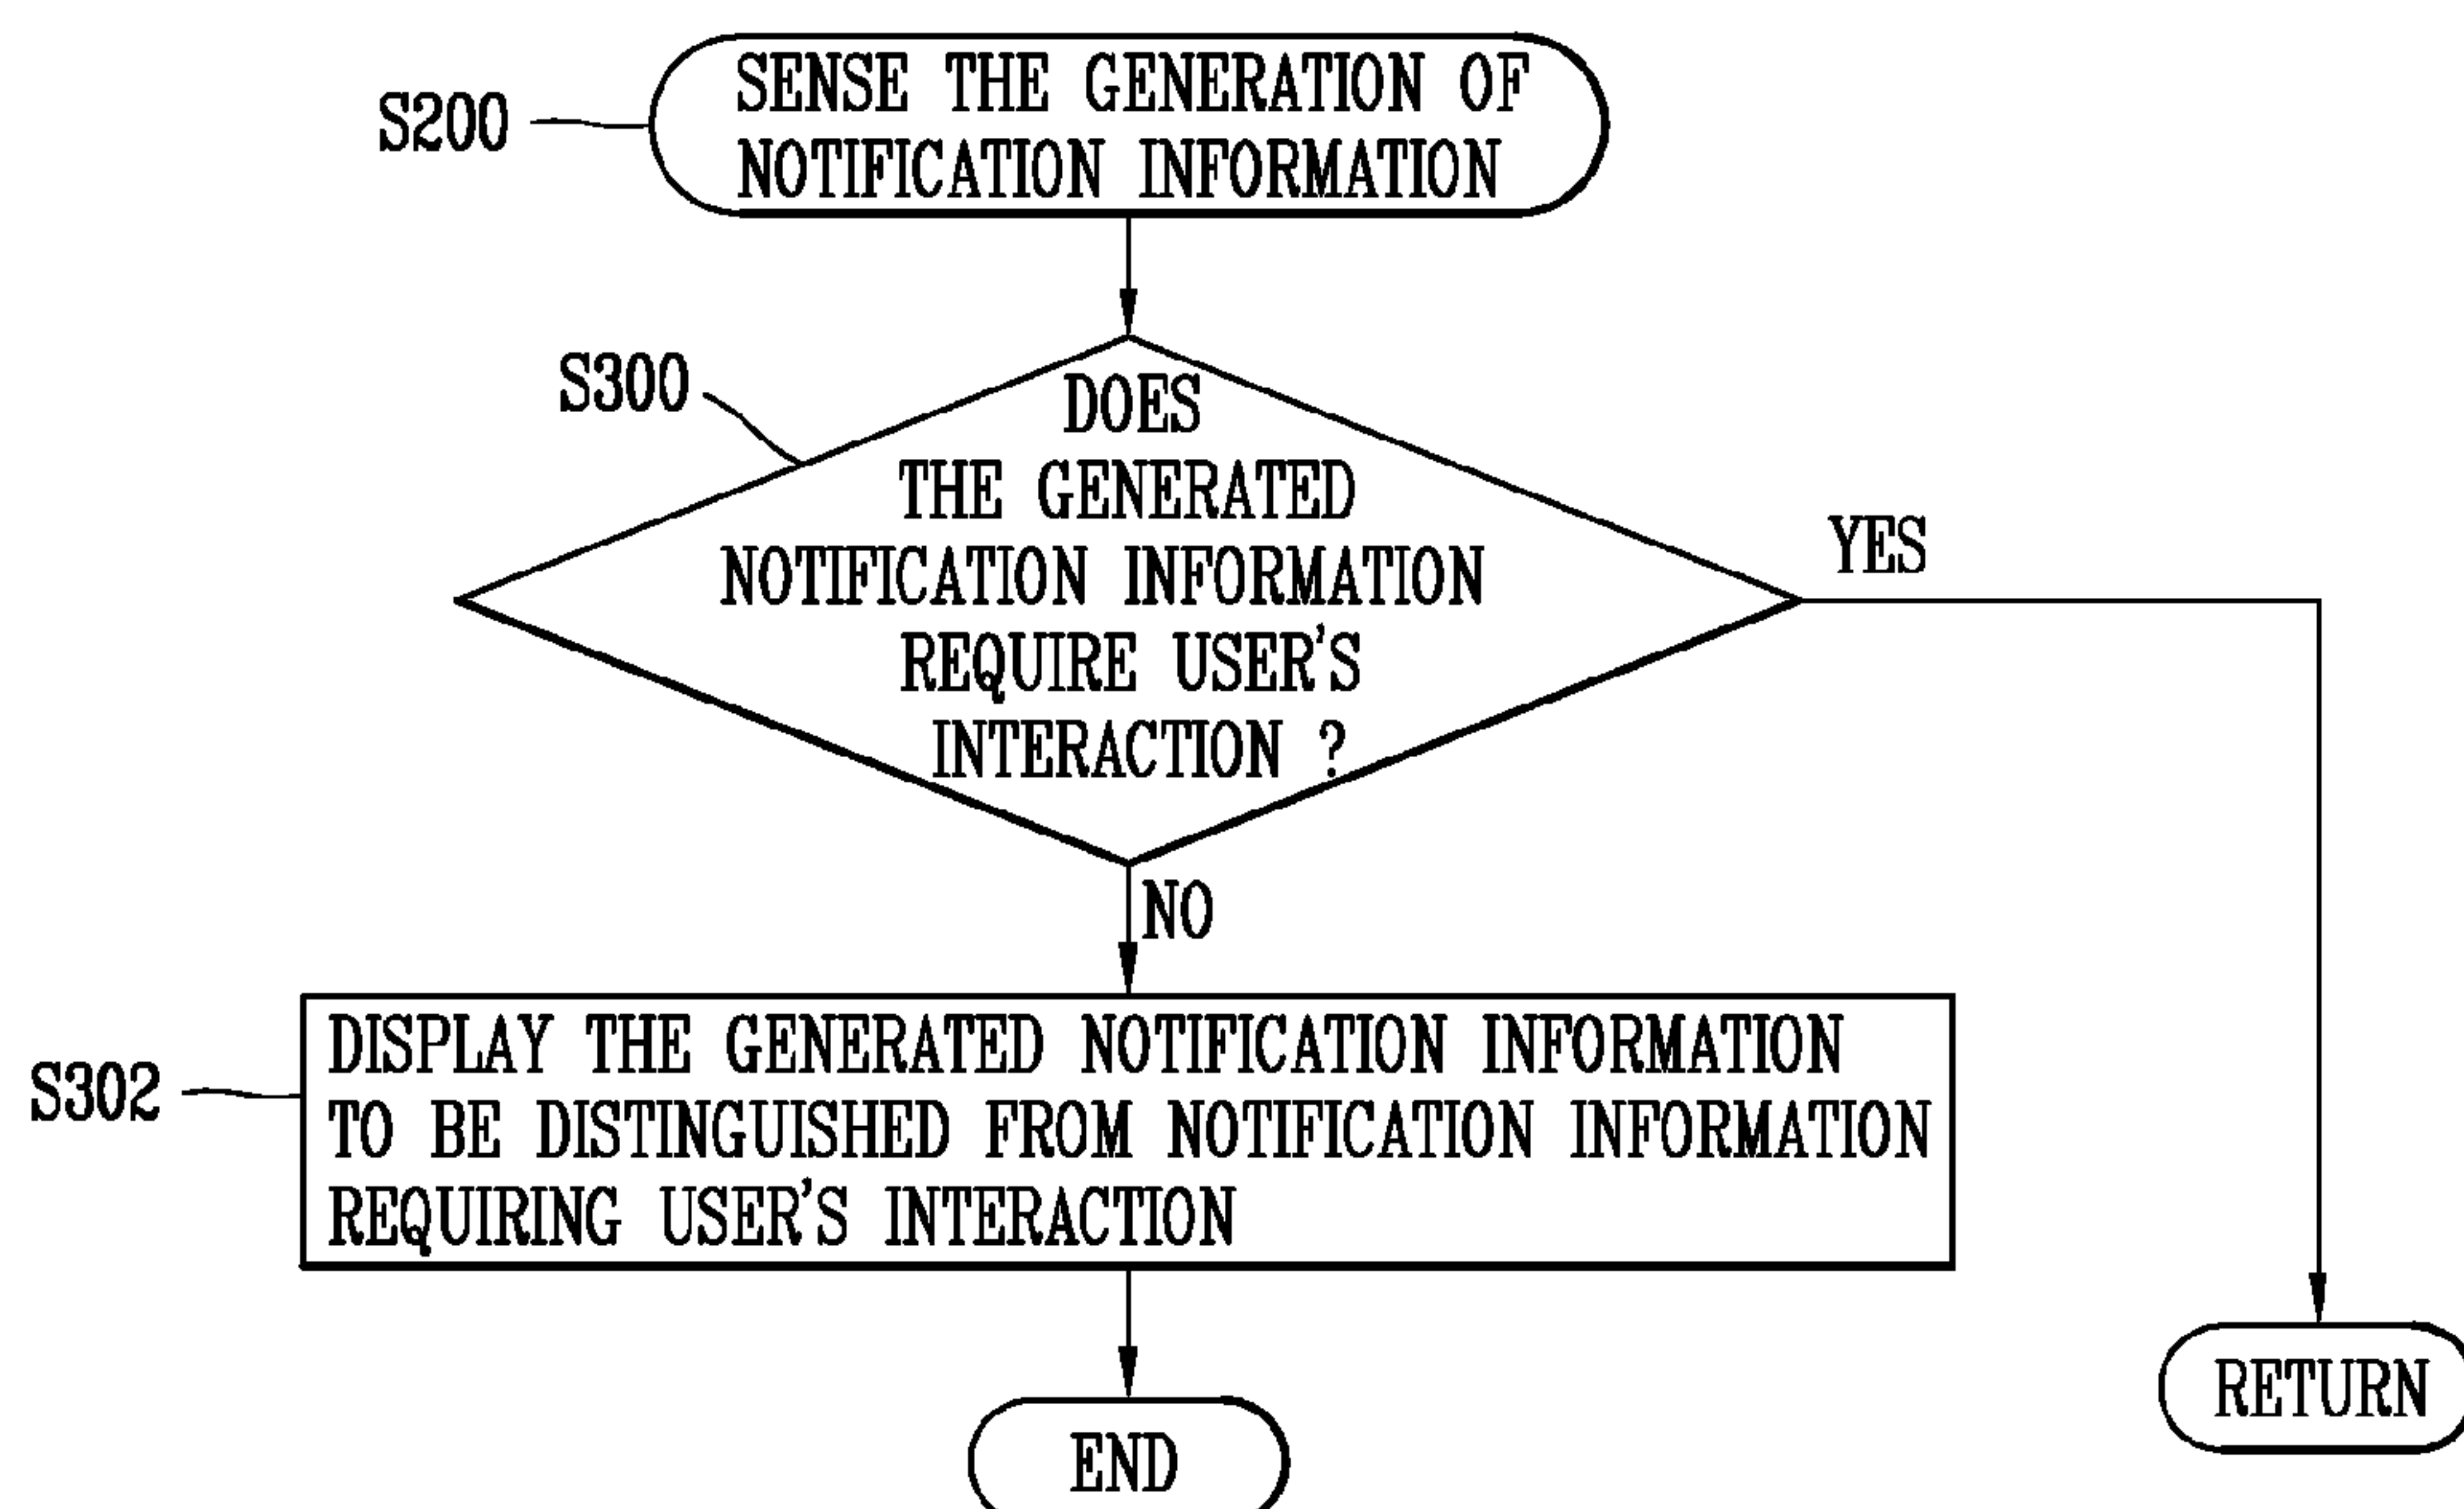 S200
SENSE THE GENERATION OF
NOTIFICATION INFORMATION
S300
DOES
THE GENERATED
NOTIFICATION INFORMATION
REQUIRE USER'S
INTERACTION ?
YES
NO
S302
DISPLAY THE GENERATED NOTIFICATION INFORMATION
TO BE DISTINGUISHED FROM NOTIFICATION INFORMATION
REQUIRING USER'S INTERACTION
RETURN
END